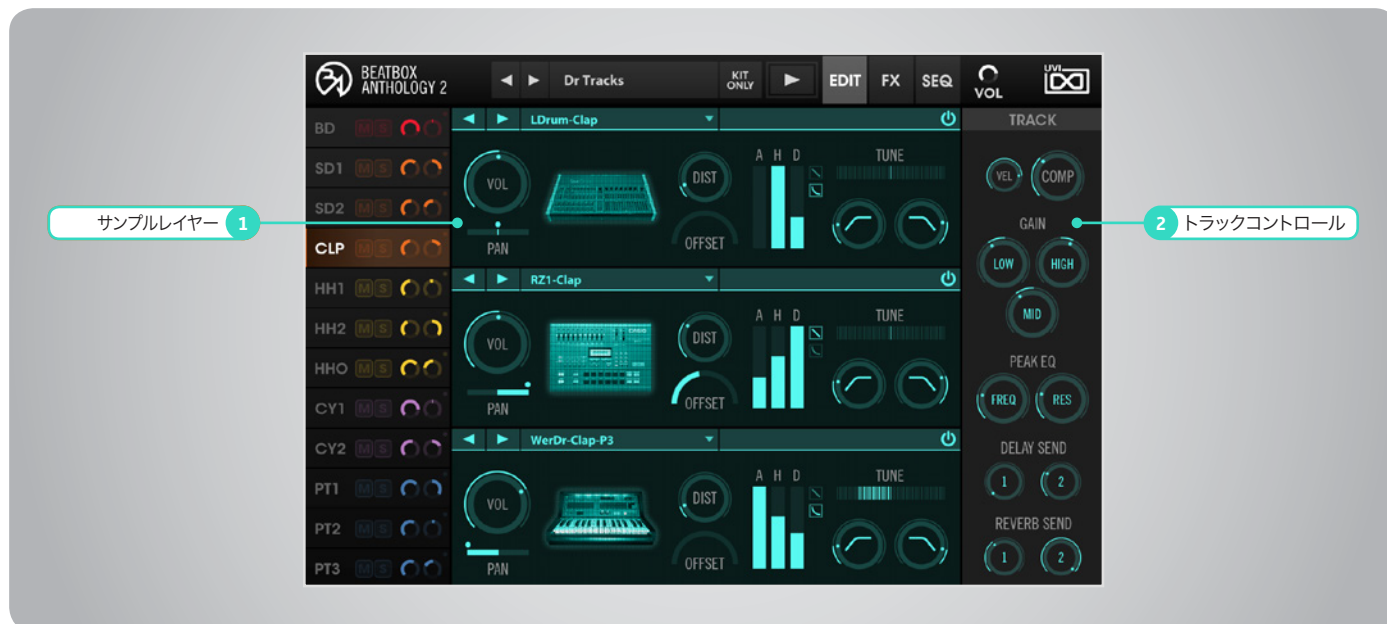 BEATBOX
ANTHOLOGY 2
Dr Tracks
KIT
ONLY
EDIT
FX
SEQ
VOL
UVI
BD M S
SD1 M S
SD2 M S
CLP M S
HH1 M S
HH2 M S
HHO M S
CY1 M S
CY2 M S
PT1 M S
PT2 M S
PT3 M S
サンプルレイヤー 1
LDrum-Clap
VOL
PAN
DIST
OFFSET
A H D
TUNE
RZ1-Clap
VOL
PAN
DIST
OFFSET
A H D
TUNE
WerDr-Clap-P3
VOL
PAN
DIST
OFFSET
A H D
TUNE
TRACK
VEL
COMP
GAIN
LOW
HIGH
MID
PEAK EQ
FREQ
RES
DELAY SEND
1
2
REVERB SEND
1
2
2 トラックコントロール